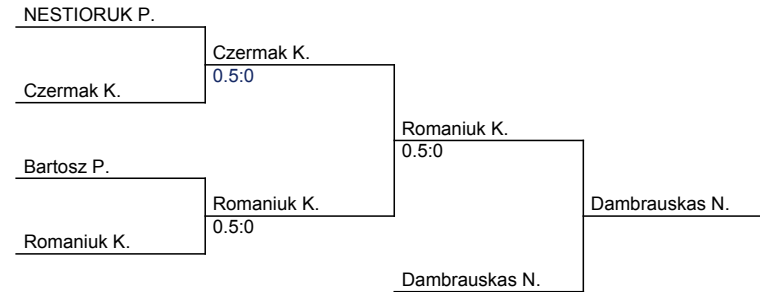 NESTIORUK P.
Czermak K.
0.5:0
Czermak K.
Romaniuk K.
0.5:0
Bartosz P.
Romaniuk K.
Dambrauskas N.
0.5:0
Romaniuk K.
Dambrauskas N.